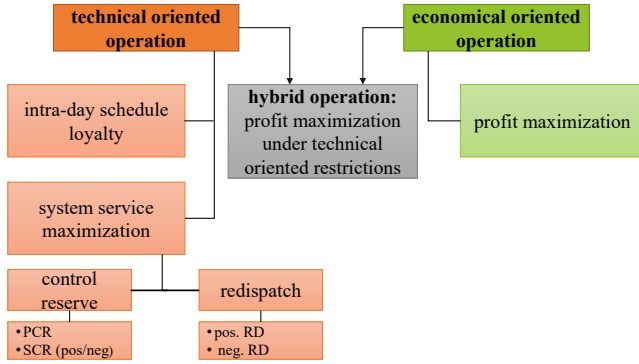 technical oriented
operation
economical oriented
operation
hybrid operation:
profit maximization
under technical
oriented restrictions
intra-day schedule
loyalty
profit maximization
system service
maximization
control
reserve
redispatch
• PCR
• SCR (pos/neg)
• pos. RD
• neg. RD